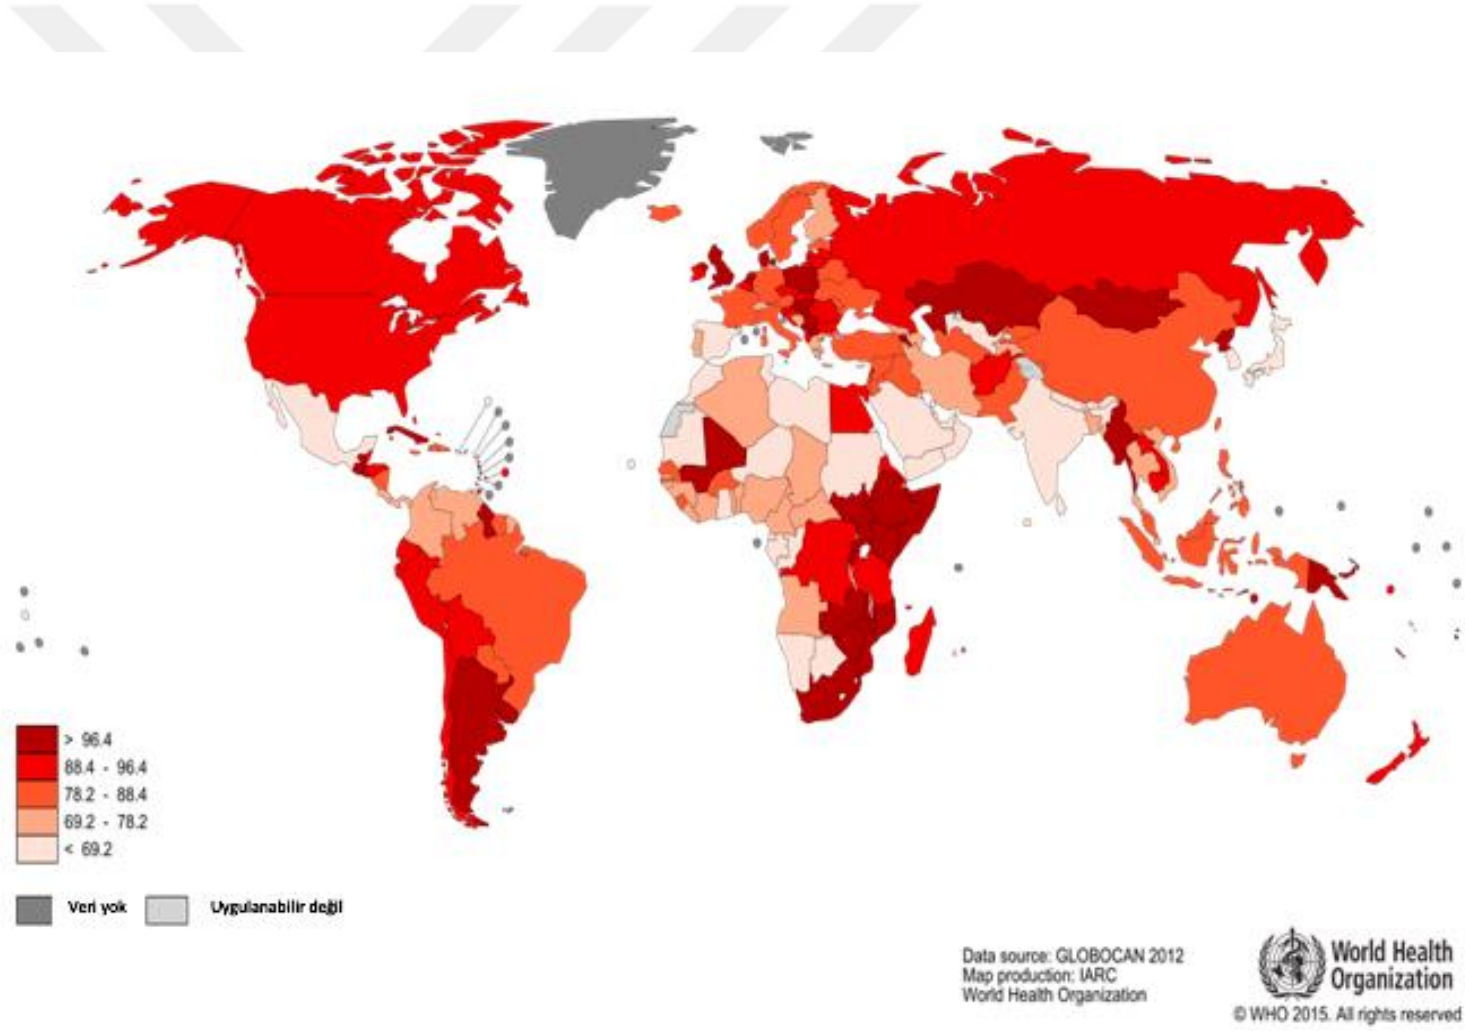 > 96.4
88.4 - 96.4
78.2 - 88.4
69.2 - 78.2
< 69.2
Veri yok
Uygulanabilir değil
Data source: GLOBOCAN 2012
Map production: IARC
World Health Organization
World Health
Organization
© WHO 2015. All rights reserved